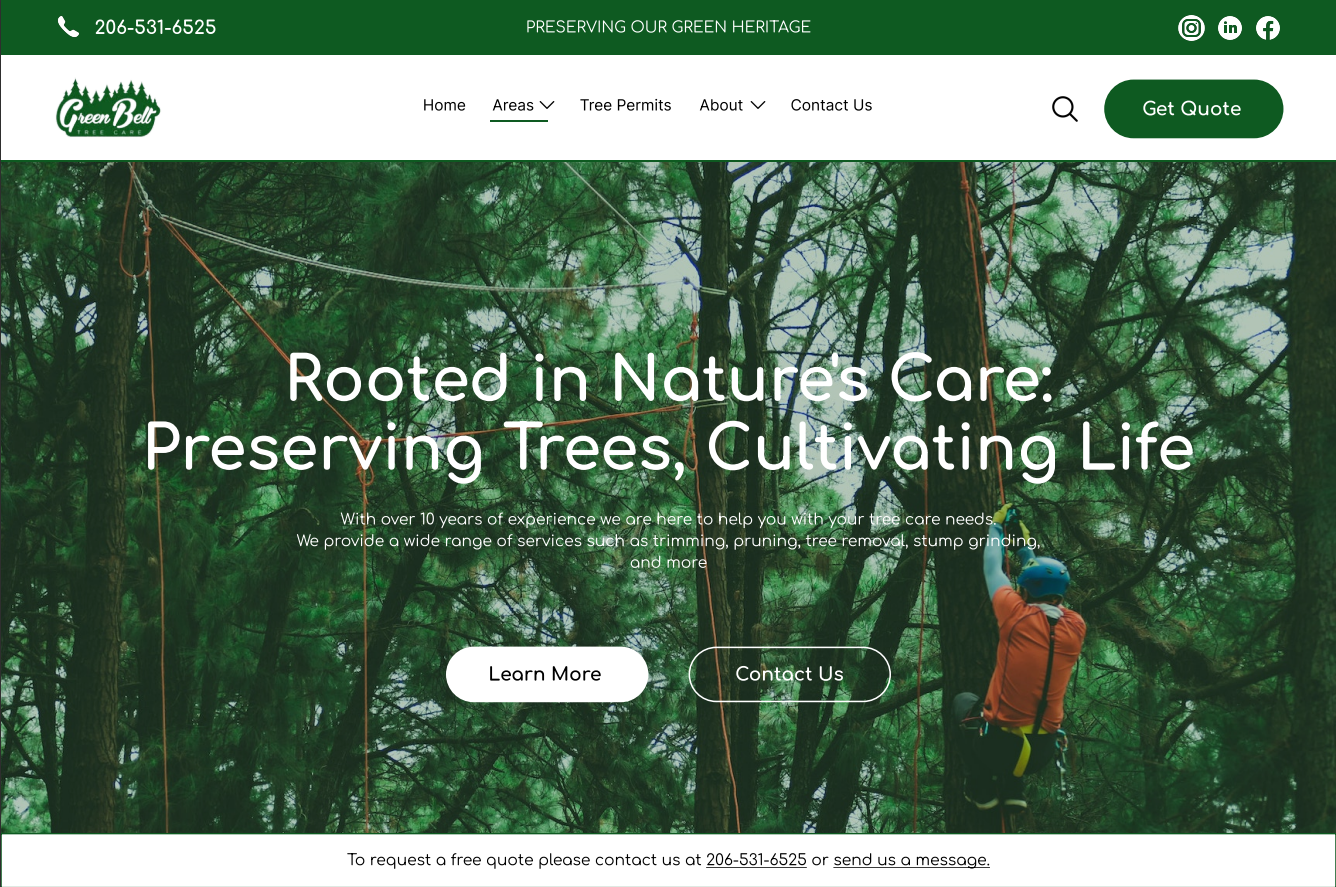 206-531-6525
PRESERVING OUR GREEN HERITAGE
in
Green Belt
TREE CARE
Home
Areas
Tree Permits
About
Contact Us
Get Quote
Rooted in Nature's Care:
Preserving Trees, Cultivating Life
With over 10 years of experience we are here to help you with your tree care needs.
We provide a wide range of services such as trimming, pruning, tree removal, stump grinding,
and more
Learn More
Contact Us
To request a free quote please contact us at 206-531-6525 or send us a message.